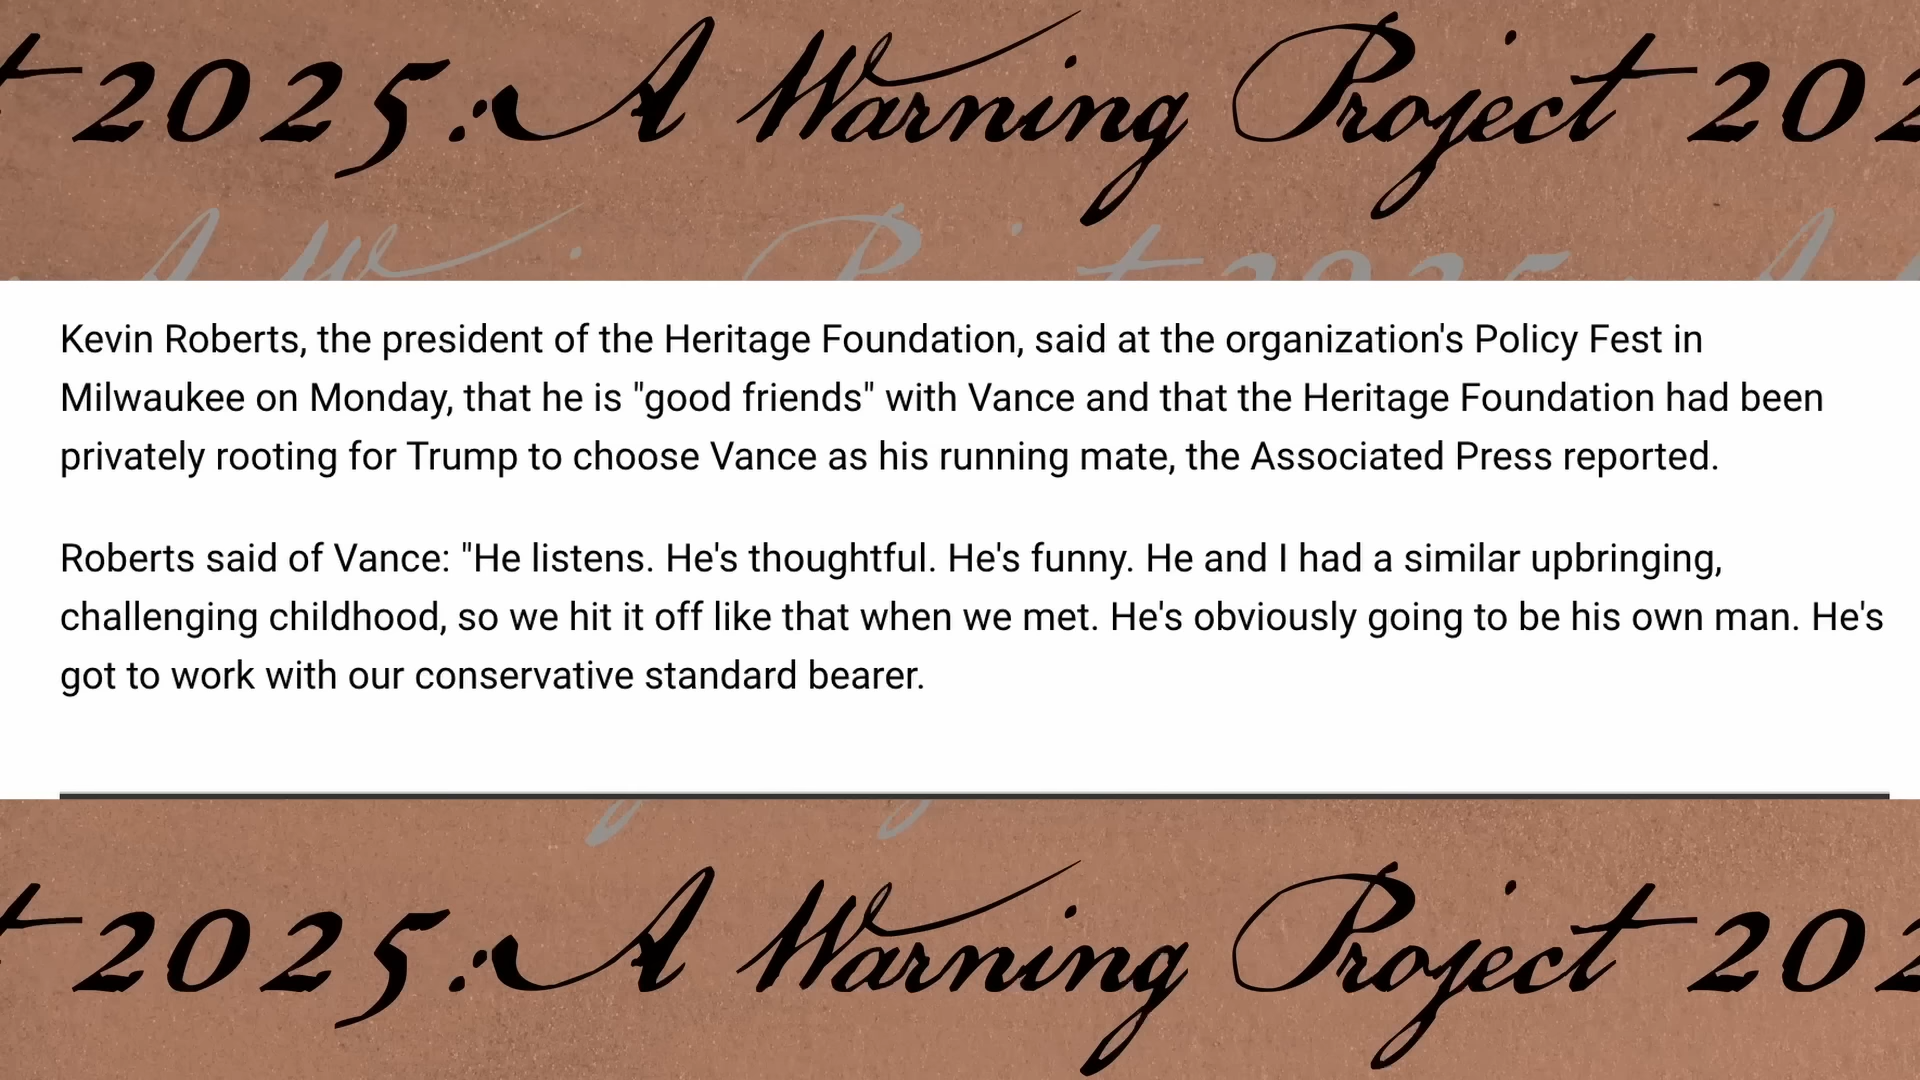 t 2025: A Warning Project 202
A W P t 2025 A
Kevin Roberts, the president of the Heritage Foundation, said at the organization's Policy Fest in
Milwaukee on Monday, that he is "good friends" with Vance and that the Heritage Foundation had been
privately rooting for Trump to choose Vance as his running mate, the Associated Press reported.
Roberts said of Vance: "He listens. He's thoughtful. He's funny. He and I had a similar upbringing,
challenging childhood, so we hit it off like that when we met. He's obviously going to be his own man. He's
got to work with our conservative standard bearer.
t 2025: A Warning Project 202